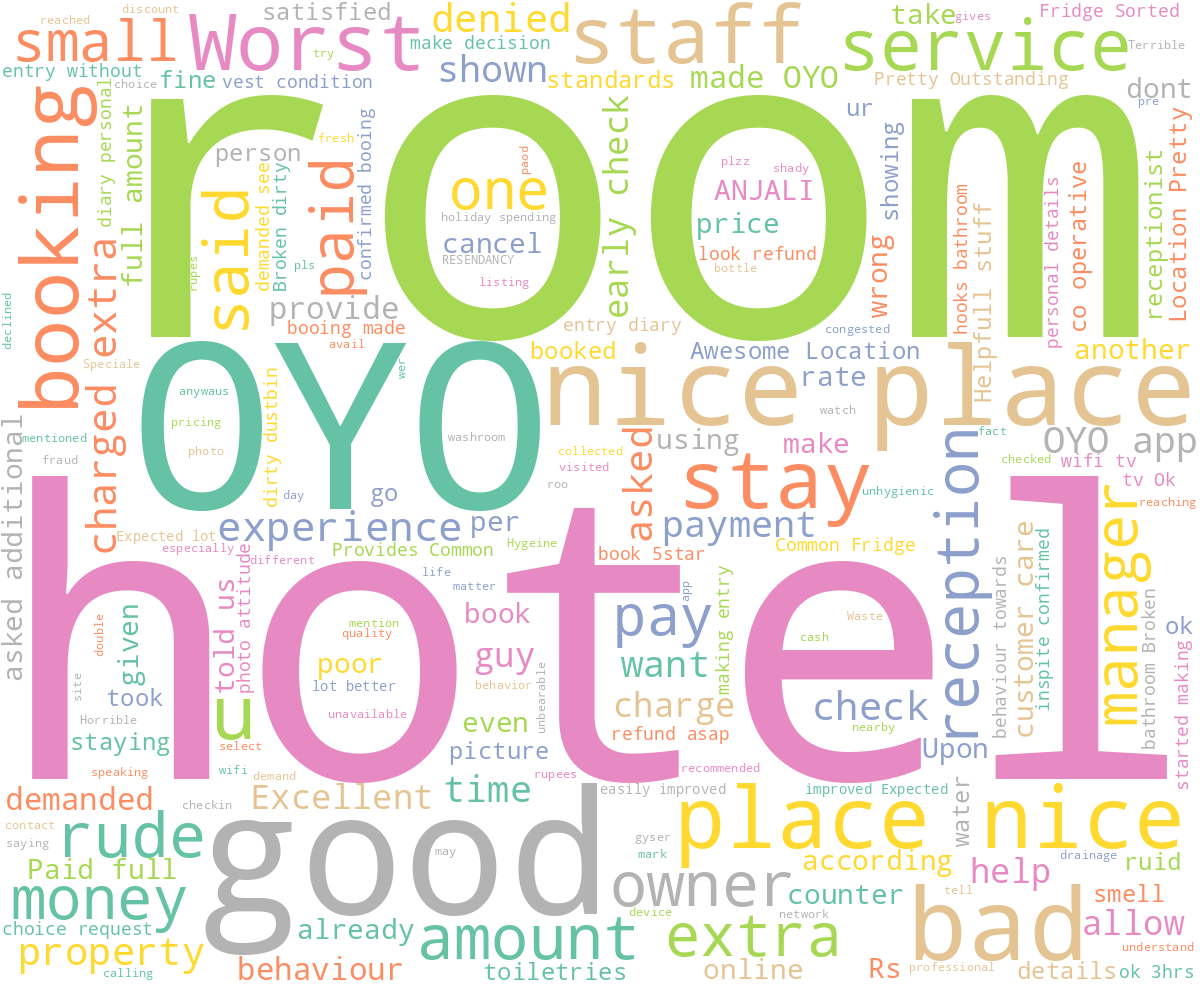 reached
discount
satisfied
denied
take
gives
Fridge Sorted
small
Worst
staff
service
make decision
try
Terrible
entry without
choice
fine
vest condition
shown
standards
made OYO
Pretty Outstanding
dont
booking
diary personal
full amount
room
fresh
person
paid
confirmed booing
said
demanded see
Broken dirty
one
paod
holiday spending
cancel
RESENDANCY
listing
early check
plzz
shady
ANJALI
price
look refund
bottle
ur
showing
wrong
pre
receptionist
Location Pretty
hooks bathroom
Helpfull stuff
personal details
co operative
rupes
pls
provide
booing made
avail
entry diary
congested
declined
charged extra
Speciale
OYO
wer
booked
Awesome Location
another
nice place
rate
anywaus
pricing
photo
dirty dustbin
washroom
watch
mentioned
fraud
asked additional
day
go
collected
visited
roo
asked
using
make
stay
unhygienic
reception
fact
OYO app
checked
wifi tv
tv Ok
reaching
manager
experience
per
payment
Expected lot
especially
different
Provides Common
Hygeine
book 5star
Common Fridge
hotel
life
matter
app
pay
Waste
cash
making entry
customer care
behaviour towards
inspite confirmed
bathroom Broken
started making
ok
given
double
told us
photo attitude
mention
quality
poor
lot better
unavailable
book
guy
behavior
unbearable
want
charge
refund asap
check
nearby
Upon
site
took
Horrible
staying
u
select
even
picture
speaking
wifi
demand
rupees
recommended
demanded
checkin
Excellent
time
easily improved
improved Expected
water
contact
saying
rude
good
may
place nice
gyser
mark
according
drainage
ruid
help
Paid full
money
owner
counter
smell
tell
bad
allow
choice request
already
amount
device
network
extra
understand
property
calling
behaviour
toiletries
online
Rs
professional
details
ok 3hrs